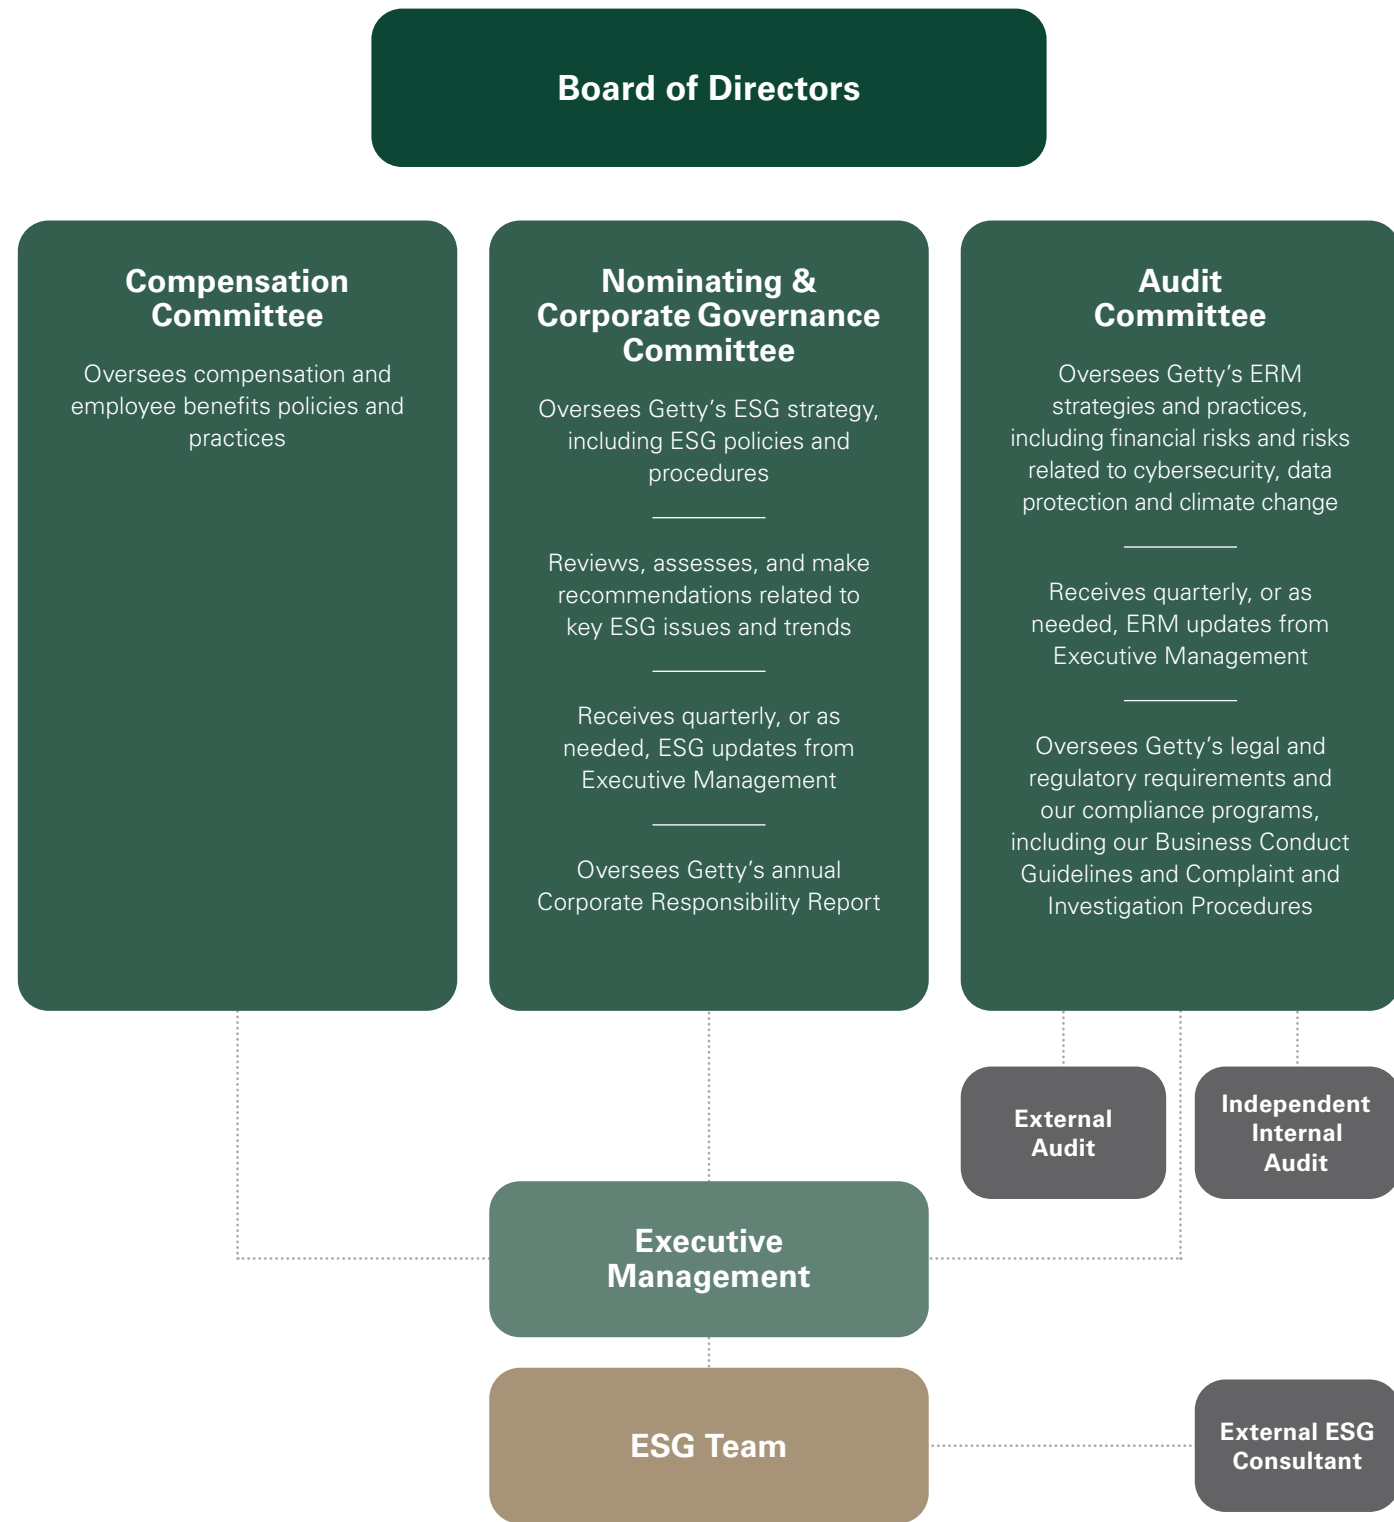 Board of Directors
Compensation
Committee
Oversees compensation and
employee benefits policies and
practices
Nominating &
Corporate Governance
Committee
Oversees Getty’s ESG strategy,
including ESG policies and
procedures
Reviews, assesses, and make
recommendations related to
key ESG issues and trends
Receives quarterly, or as
needed, ESG updates from
Executive Management
Oversees Getty’s annual
Corporate Responsibility Report
Audit
Committee
Oversees Getty’s ERM
strategies and practices,
including financial risks and risks
related to cybersecurity, data
protection and climate change
Receives quarterly, or as
needed, ERM updates from
Executive Management
Oversees Getty’s legal and
regulatory requirements and
our compliance programs,
including our Business Conduct
Guidelines and Complaint and
Investigation Procedures
External
Audit
Independent
Internal
Audit
Executive
Management
ESG Team
External ESG
Consultant